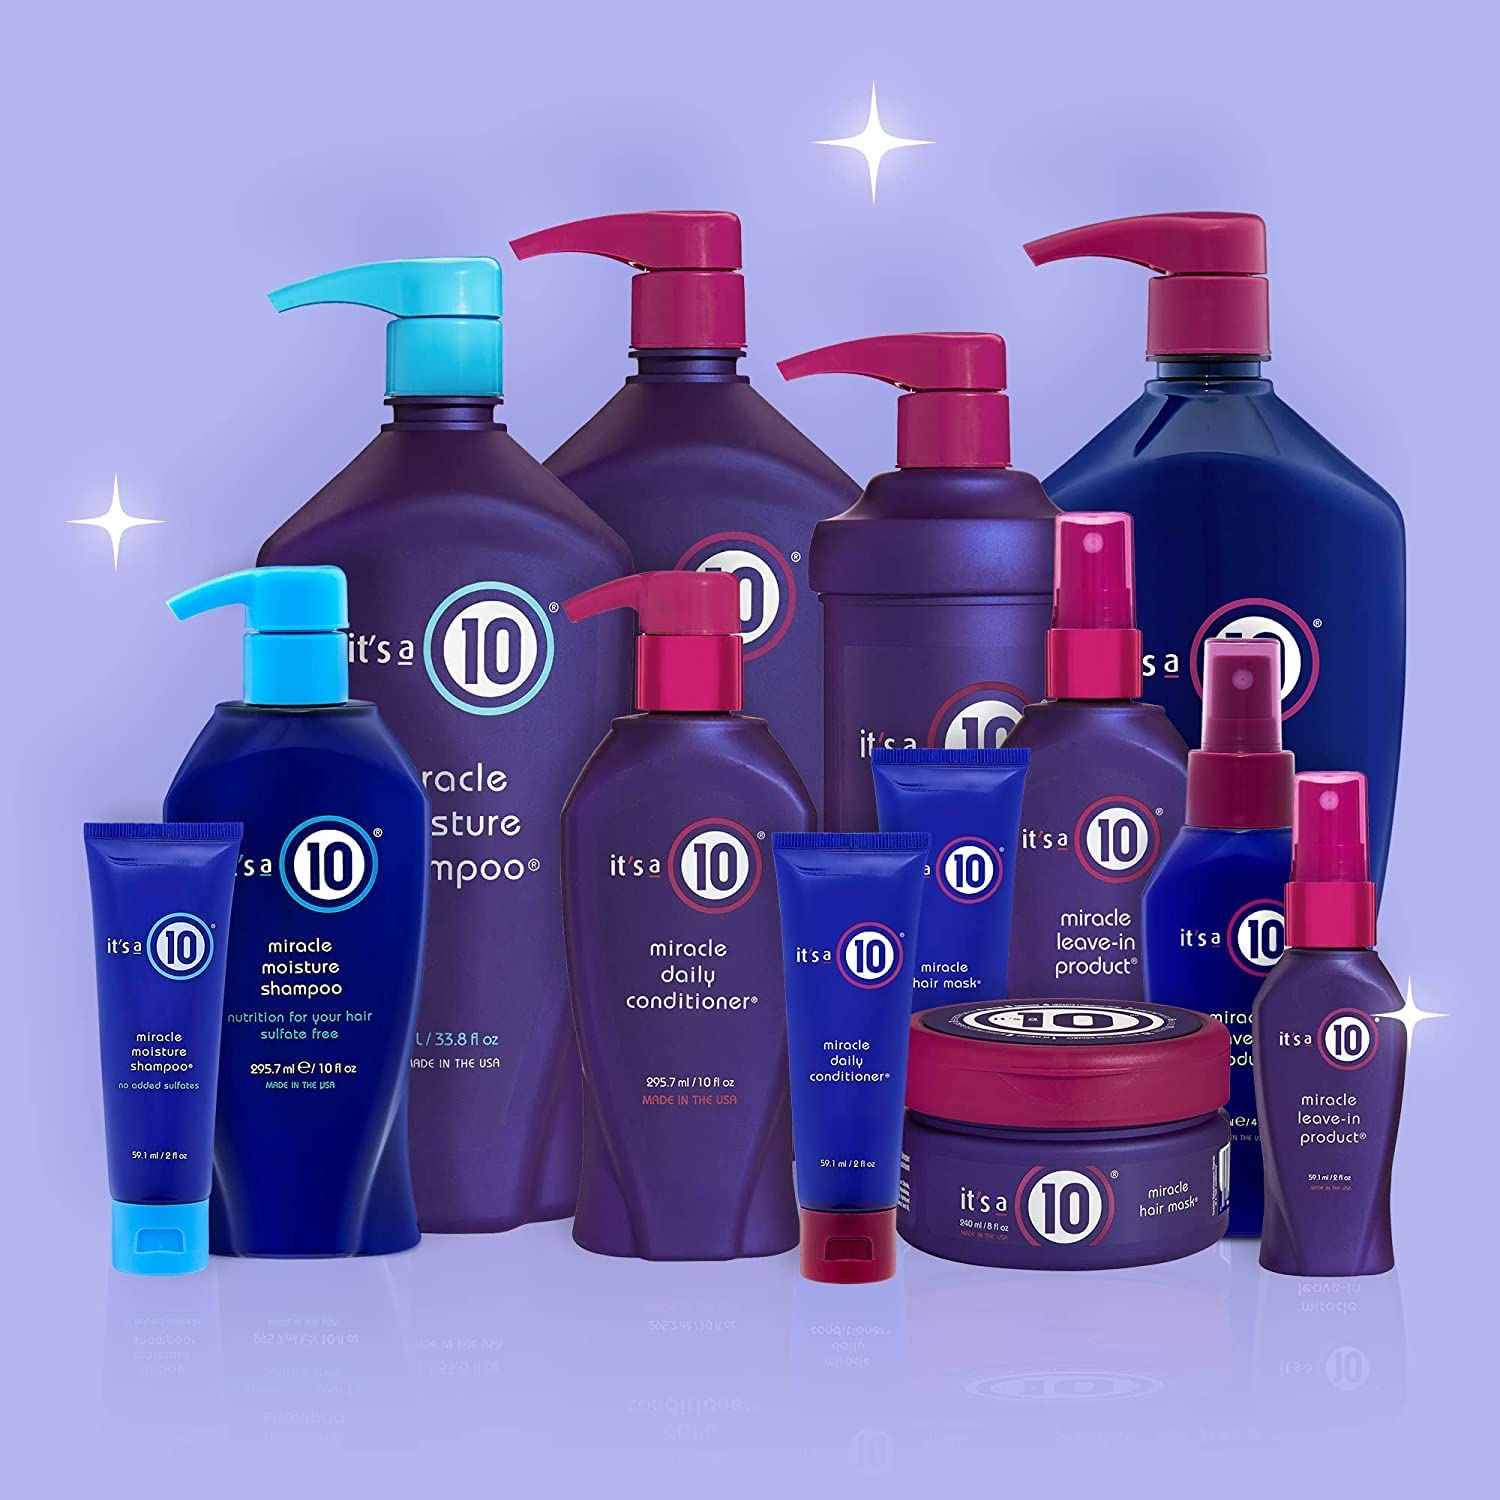 it's a 10®
miracle
moisture
shampoo®
no added sulfates
59.1 ml / 2 fl oz
's a 10®
miracle
moisture
shampoo
nutrition for your hair
sulfate free
295.7 ml ℮/ 10 fl oz
MADE IN THE USA
it's a 10®
racle
sture
mpoo®
L / 33.8 fl oz
MADE IN THE USA
10®
it's a 10®
miracle
daily
conditioner®
295.7 ml / 10 fl oz
MADE IN THE USA
it's a 10
it's a 10®
miracle
daily
conditioner®
59.1 ml / 2 fl oz
a 10®
miracle
hair mask®
it's a 10®
miracle
leave-in
product®
it's a 10
it's a 10®
miracle
hair mask®
240 ml / 8 fl oz
MADE IN THE USA
s a 10®
it's a 10
it's a 10®
miracle
leave-in
product®
59.1 ml / 2 fl oz
MADE IN THE USA